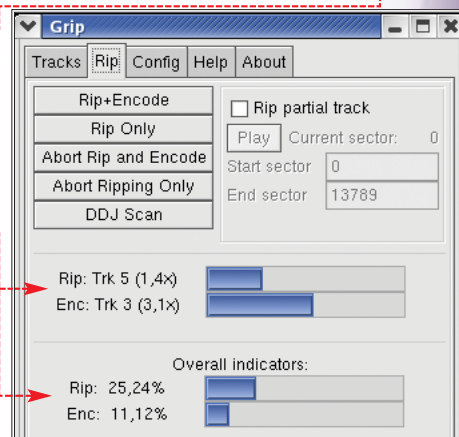 Grip
Tracks Rip Config Help About
Rip+Encode
Rip Only
Abort Rip and Encode
Abort Ripping Only
DDJ Scan
Rip partial track
Play Current sector: 0
Start sector 0
End sector 13789
Rip: Trk 5 (1,4x)
Enc: Trk 3 (3,1x)
Overall indicators:
Rip: 25,24%
Enc: 11,12%